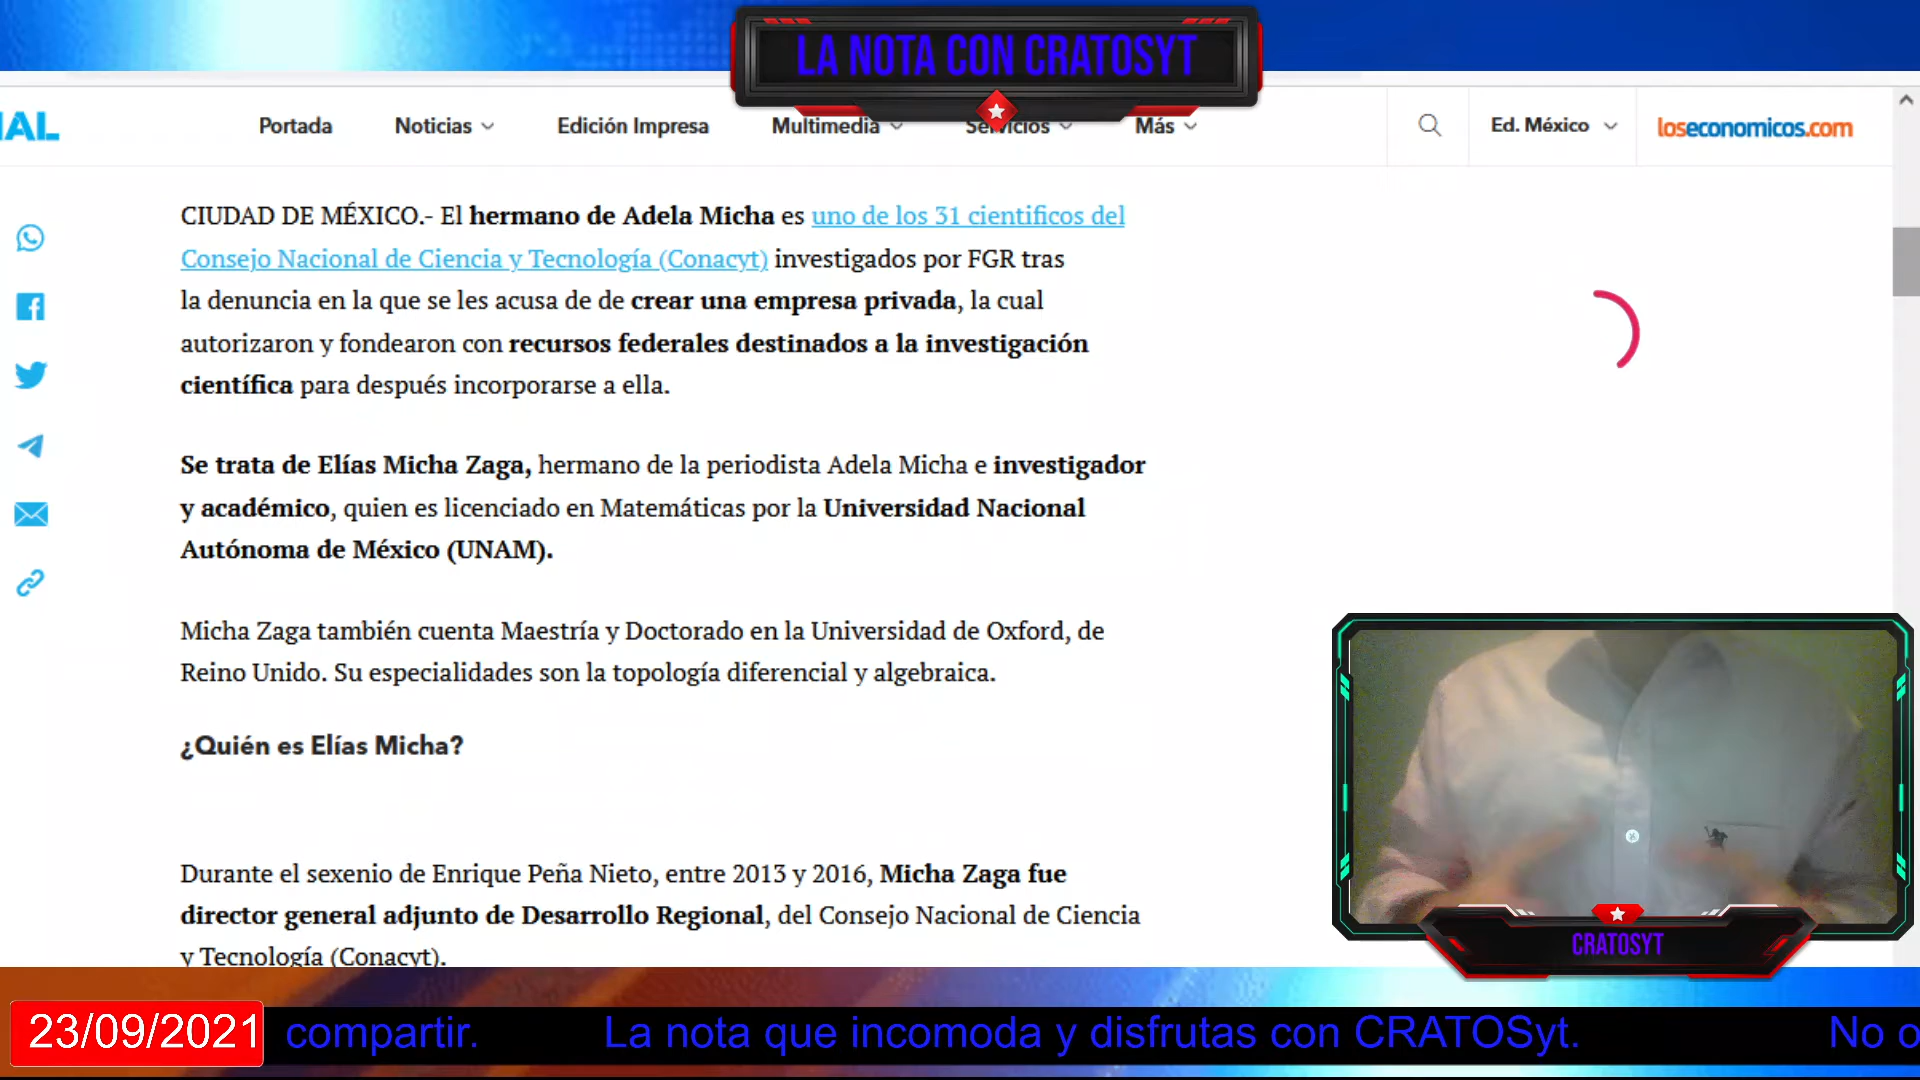 LA NOTA CON CRATOSYT
IAL
Portada Noticias Edición Impresa Multimedia Servicios Más Ed. México loseconomicos.com
CIUDAD DE MÉXICO.- El hermano de Adela Micha es uno de los 31 cientificos del
Consejo Nacional de Ciencia y Tecnología (Conacyt) investigados por FGR tras
la denuncia en la que se les acusa de de crear una empresa privada, la cual
autorizaron y fondearon con recursos federales destinados a la investigación
científica para después incorporarse a ella.
Se trata de Elías Micha Zaga, hermano de la periodista Adela Micha e investigador
y académico, quien es licenciado en Matemáticas por la Universidad Nacional
Autónoma de México (UNAM).
Micha Zaga también cuenta Maestría y Doctorado en la Universidad de Oxford, de
Reino Unido. Su especialidades son la topología diferencial y algebraica.
¿Quién es Elías Micha?
Durante el sexenio de Enrique Peña Nieto, entre 2013 y 2016, Micha Zaga fue
director general adjunto de Desarrollo Regional, del Consejo Nacional de Ciencia
y Tecnología (Conacyt).
CRATOSYT
23/09/2021 compartir. La nota que incomoda y disfrutas con CRATOSyt. No o